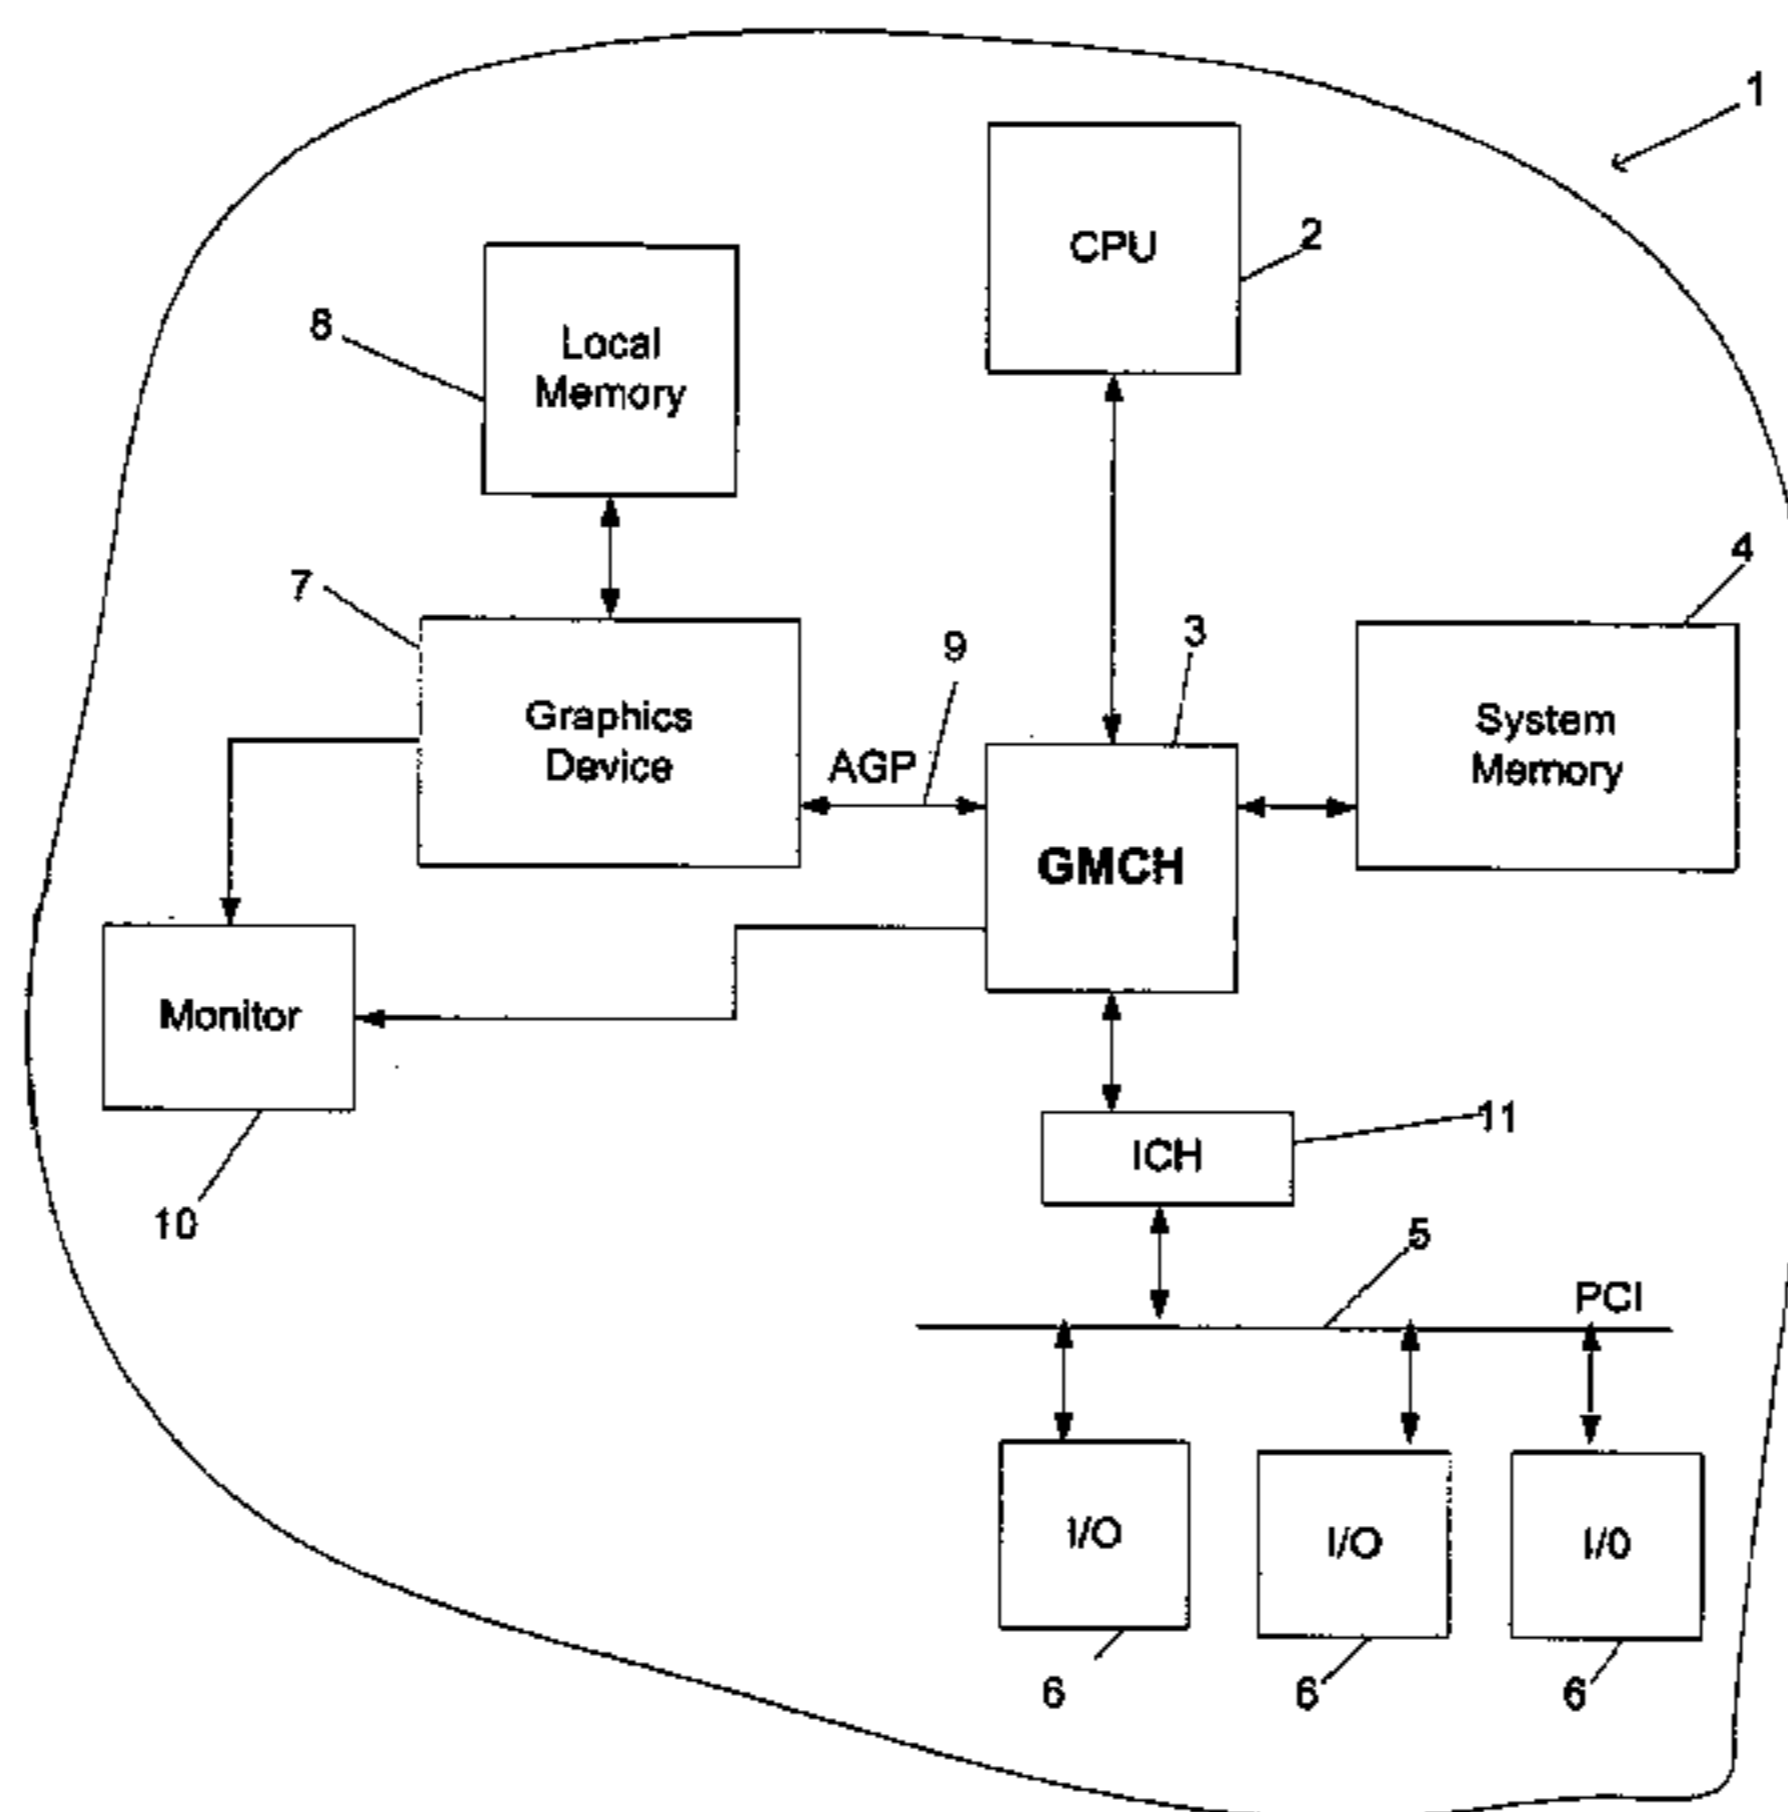 1
CPU
2
8
Local
Memory
4
7
9
3
Graphics
Device
AGP
System
Memory
GMCH
Monitor
11
ICH
10
5
PCI
I/O
I/O
I/0
6
6
6